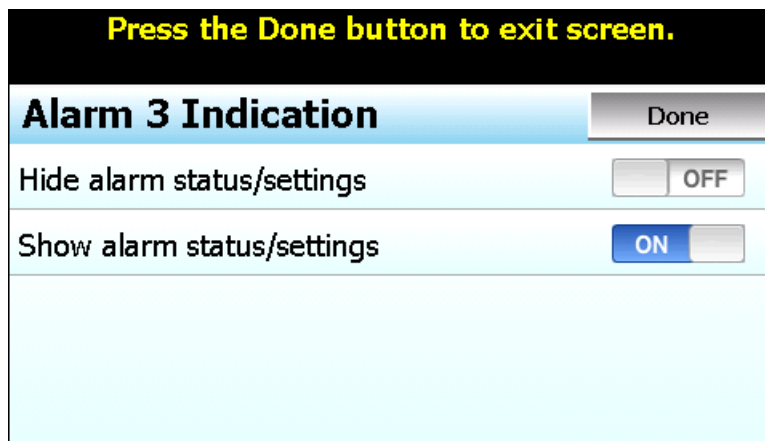 Press the Done button to exit screen.
Alarm 3 Indication Done
Hide alarm status/settings OFF
Show alarm status/settings ON